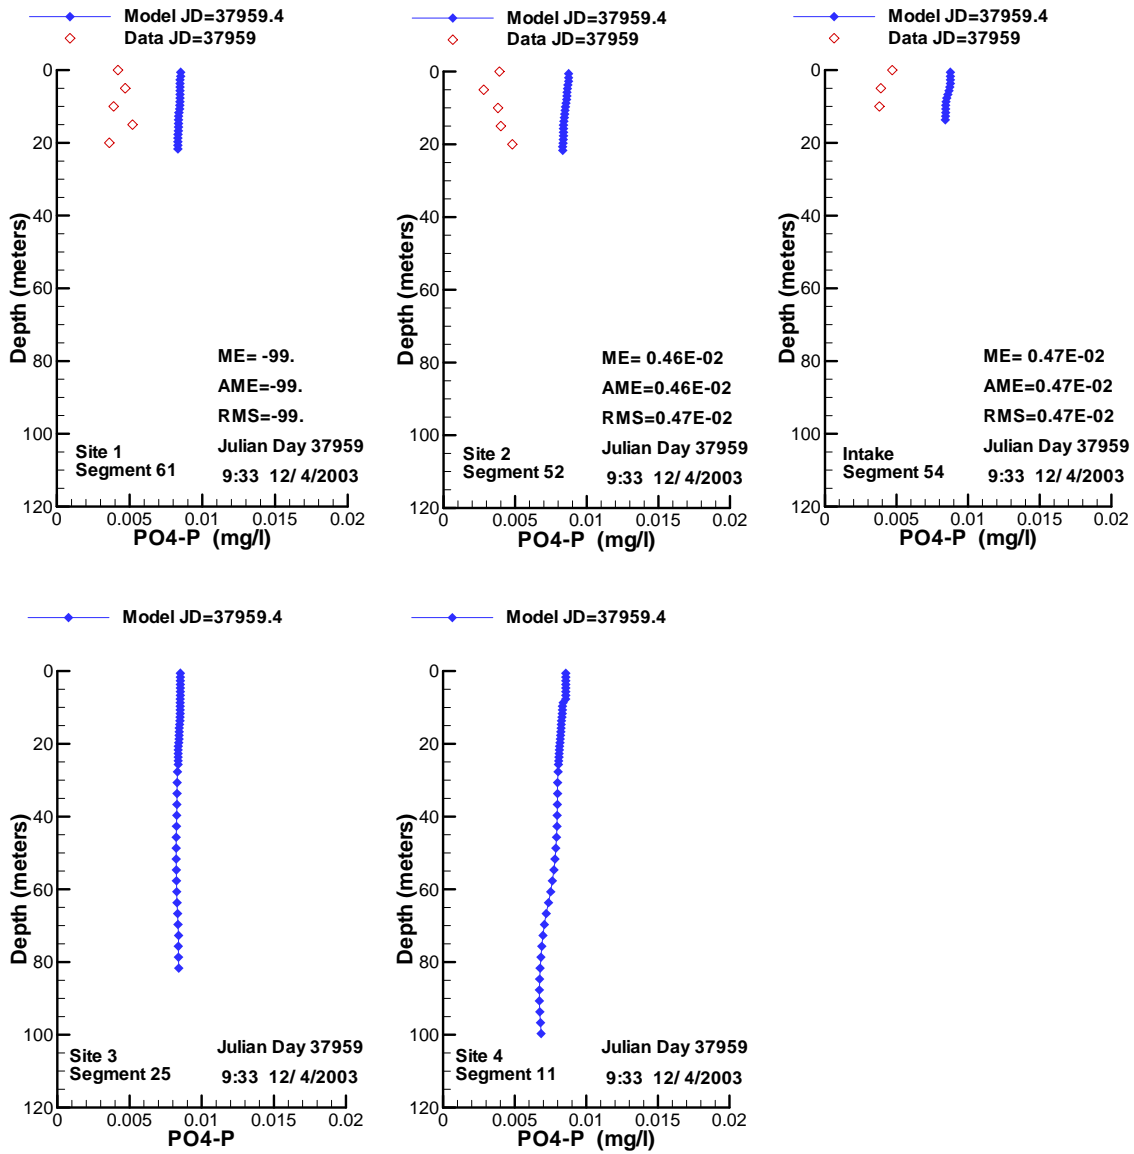 Model JD=37959.4
Data JD=37959
0
20
40
60
80
100
120
Depth (meters)
ME= -99.
AME=-99.
RMS=-99.
Site 1
Segment 61
Julian Day 37959
9:33 12/ 4/2003
0 0.005 0.01 0.015 0.02
PO4-P (mg/l)
Model JD=37959.4
Data JD=37959
0
20
40
60
80
100
120
Depth (meters)
ME= 0.46E-02
AME=0.46E-02
RMS=0.47E-02
Site 2
Segment 52
Julian Day 37959
9:33 12/ 4/2003
0 0.005 0.01 0.015 0.02
PO4-P (mg/l)
Model JD=37959.4
Data JD=37959
0
20
40
60
80
100
120
Depth (meters)
ME= 0.47E-02
AME=0.47E-02
RMS=0.47E-02
Intake
Segment 54
Julian Day 37959
9:33 12/ 4/2003
0 0.005 0.01 0.015 0.02
PO4-P (mg/l)
Model JD=37959.4
0
20
40
60
80
100
120
Depth (meters)
Site 3
Segment 25
Julian Day 37959
9:33 12/ 4/2003
0 0.005 0.01 0.015 0.02
PO4-P
Model JD=37959.4
0
20
40
60
80
100
120
Depth (meters)
Site 4
Segment 11
Julian Day 37959
9:33 12/ 4/2003
0 0.005 0.01 0.015 0.02
PO4-P (mg/l)